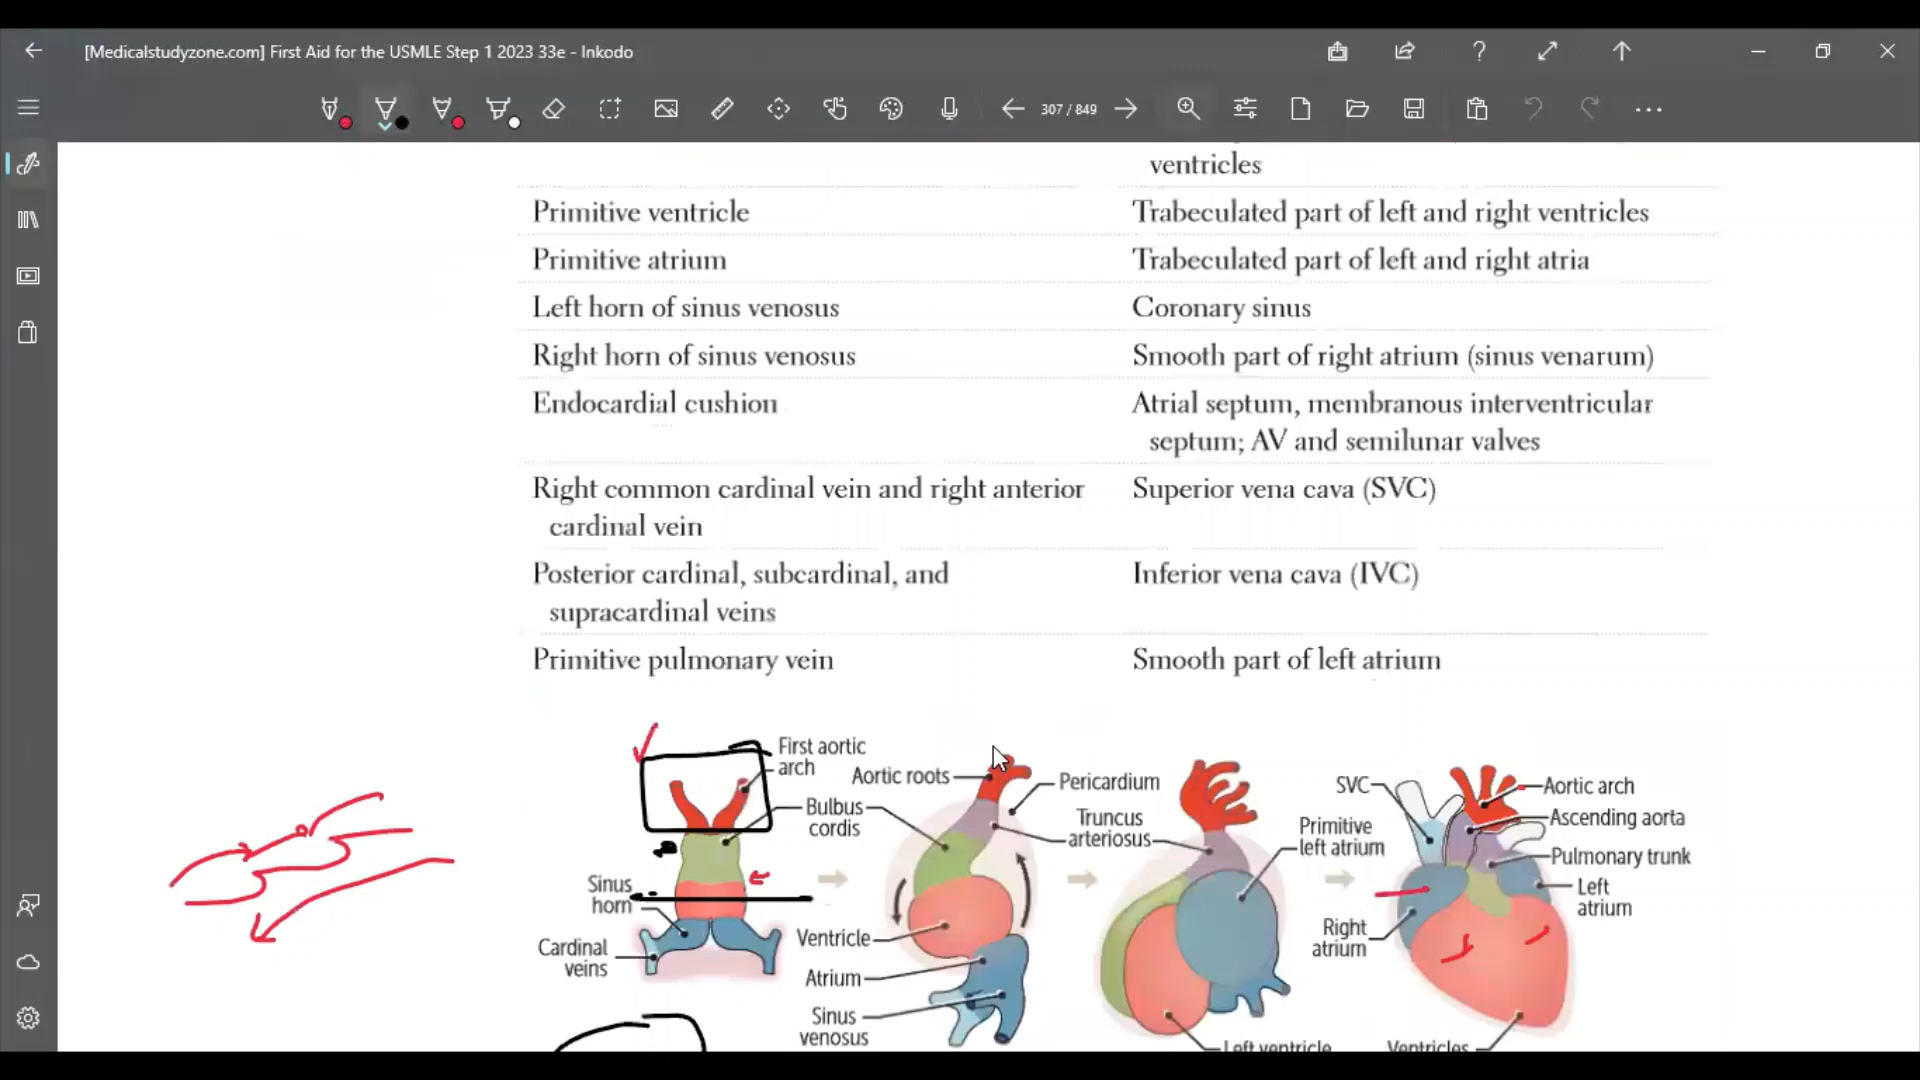 [Medicalstudyzone.com] First Aid for the USMLE Step 1 2023 33e - Inkodo
307 / 849
ventricles
Primitive ventricle Trabeculated part of left and right ventricles
Primitive atrium Trabeculated part of left and right atria
Left horn of sinus venosus Coronary sinus
Right horn of sinus venosus Smooth part of right atrium (sinus venarum)
Endocardial cushion Atrial septum, membranous interventricular
septum; AV and semilunar valves
Right common cardinal vein and right anterior Superior vena cava (SVC)
cardinal vein
Posterior cardinal, subcardinal, and Inferior vena cava (IVC)
supracardinal veins
Primitive pulmonary vein Smooth part of left atrium
First aortic
arch
Bulbus
cordis
Sinus
horn
Cardinal
veins
Aortic roots
Pericardium
Truncus
arteriosus
Ventricle
Atrium
Sinus
venosus
Primitive
left atrium
Left ventricle
SVC
Aortic arch
Ascending aorta
Pulmonary trunk
Left
atrium
Right
atrium
Ventricles